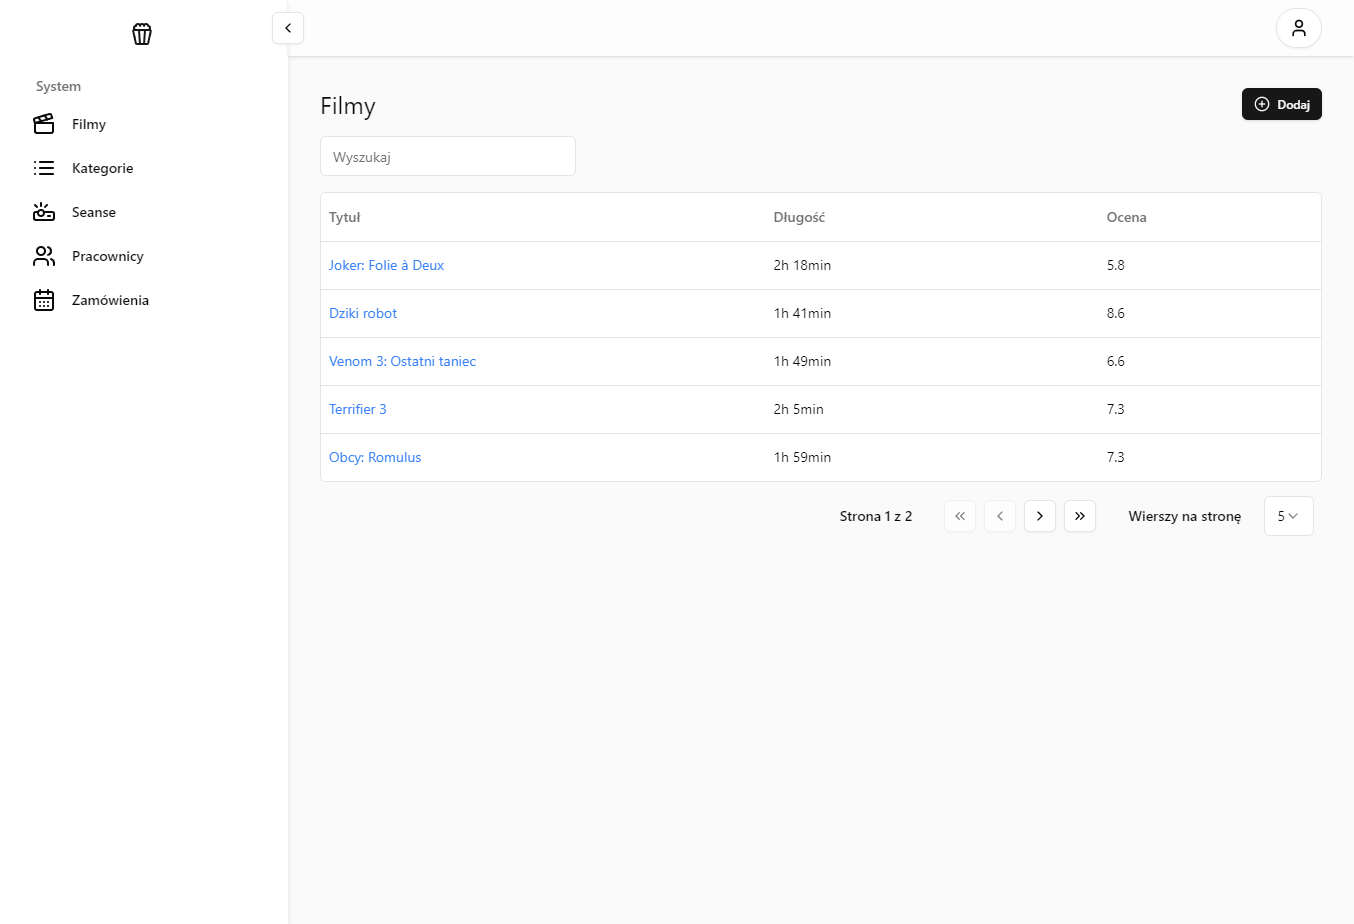 System
Filmy
Kategorie
Seanse
Pracownicy
Zamówienia
Filmy
Dodaj
Wyszukaj
Tytuł Długość Ocena
Joker: Folie à Deux 2h 18min 5.8
Dziki robot 1h 41min 8.6
Venom 3: Ostatni taniec 1h 49min 6.6
Terrifier 3 2h 5min 7.3
Obcy: Romulus 1h 59min 7.3
Strona 1 z 2 Wierszy na stronę 5